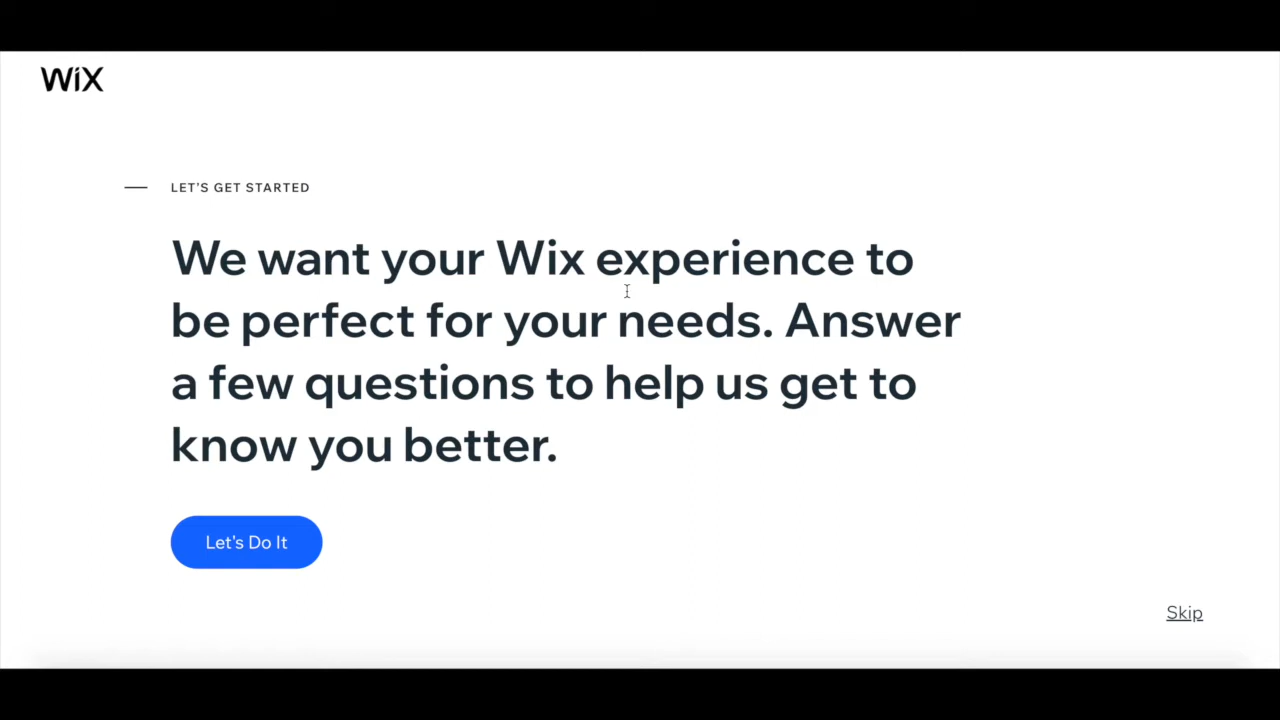 WiX
LET'S GET STARTED
We want your Wix experience to
be perfect for your needs. Answer
a few questions to help us get to
know you better.
Let's Do It
Skip